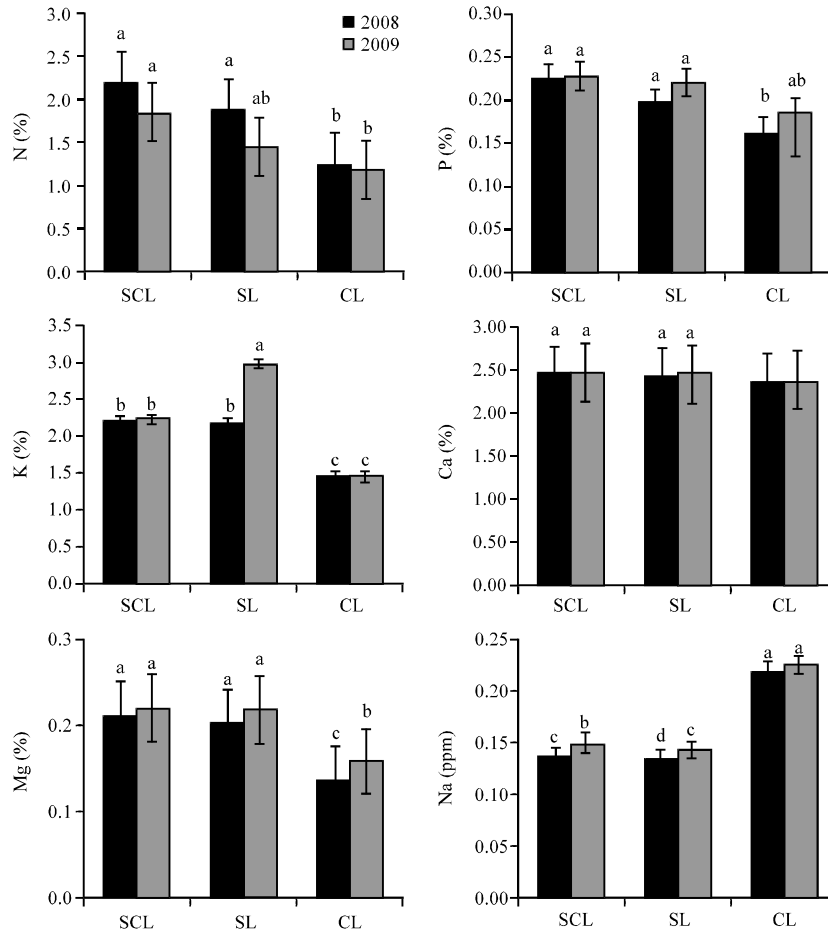 2008
2009
N (%)
3.0
2.5
2.0
1.5
1.0
0.5
0.0
a a a ab b b
SCL SL CL
P (%)
0.30
0.25
0.20
0.15
0.10
0.05
0.00
a a a a b ab
SCL SL CL
K (%)
3.5
3.0
2.5
2.0
1.5
1.0
0.5
0.0
b b b a c c
SCL SL CL
Ca (%)
3.00
2.50
2.00
1.50
1.00
0.50
0.00
a a a a
SCL SL CL
Mg (%)
0.3
0.2
0.1
0.0
a a a a c b
SCL SL CL
Na (ppm)
0.25
0.20
0.15
0.10
0.05
0.00
c b d c a a
SCL SL CL